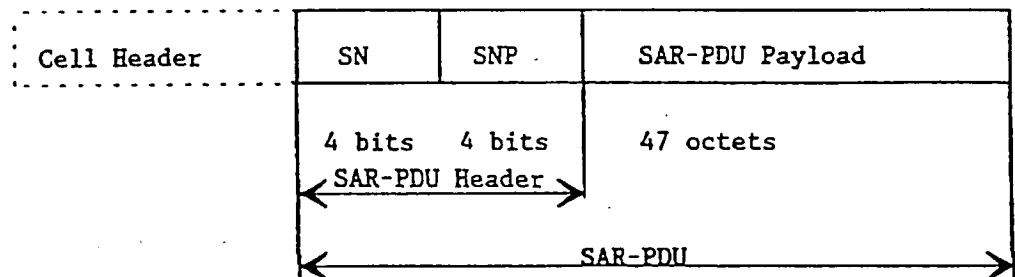 Cell Header SN SNP SAR-PDU Payload
4 bits 4 bits 47 octets
SAR-PDU Header
SAR-PDU